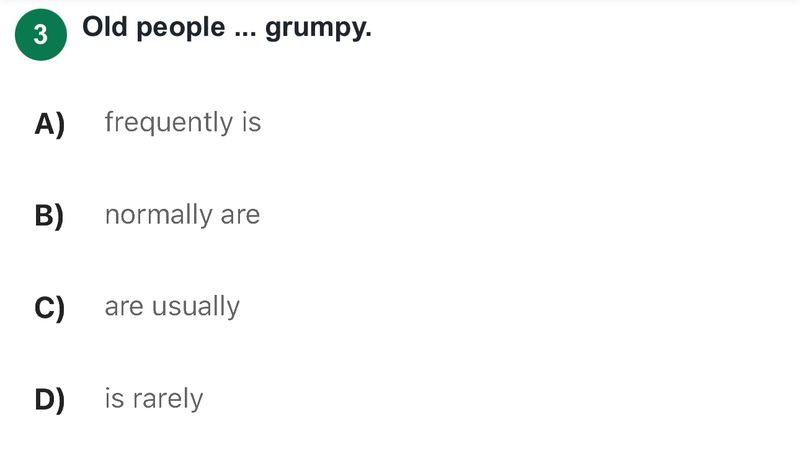 3 Old people ... grumpy.
A) frequently is
B) normally are
C) are usually
D) is rarely